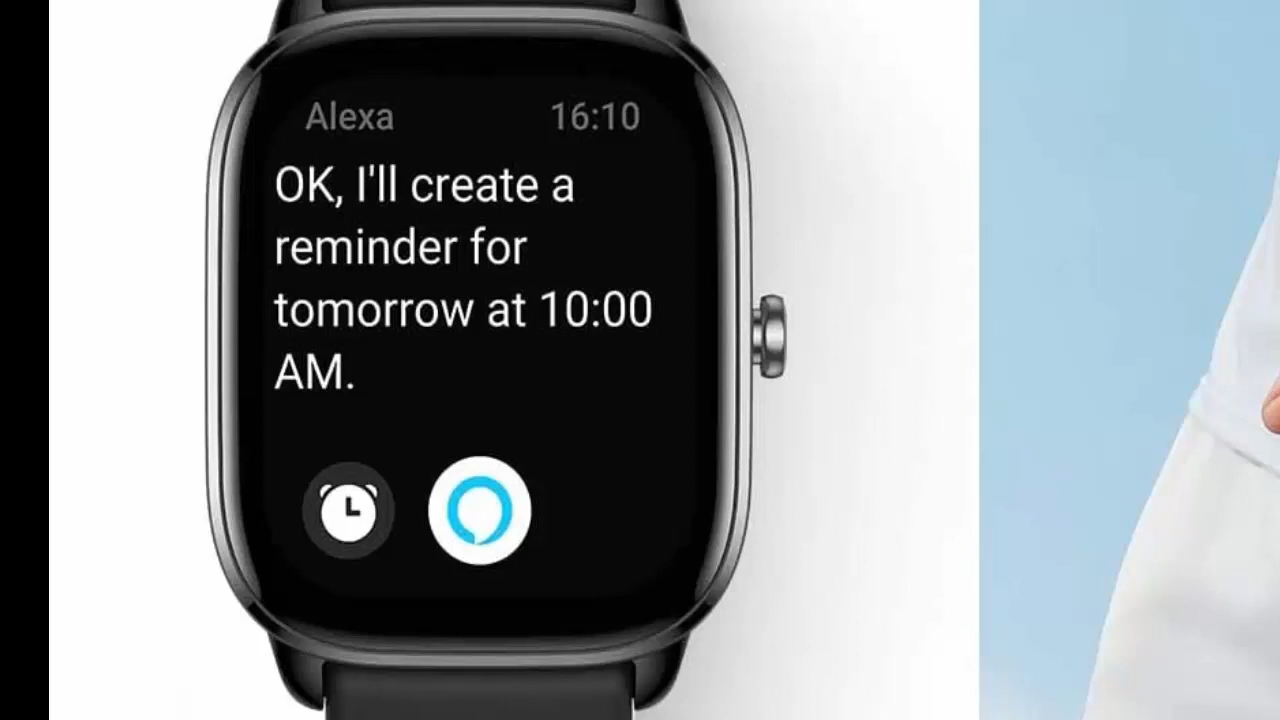 Alexa 16:10
OK, I'll create a
reminder for
tomorrow at 10:00
AM.